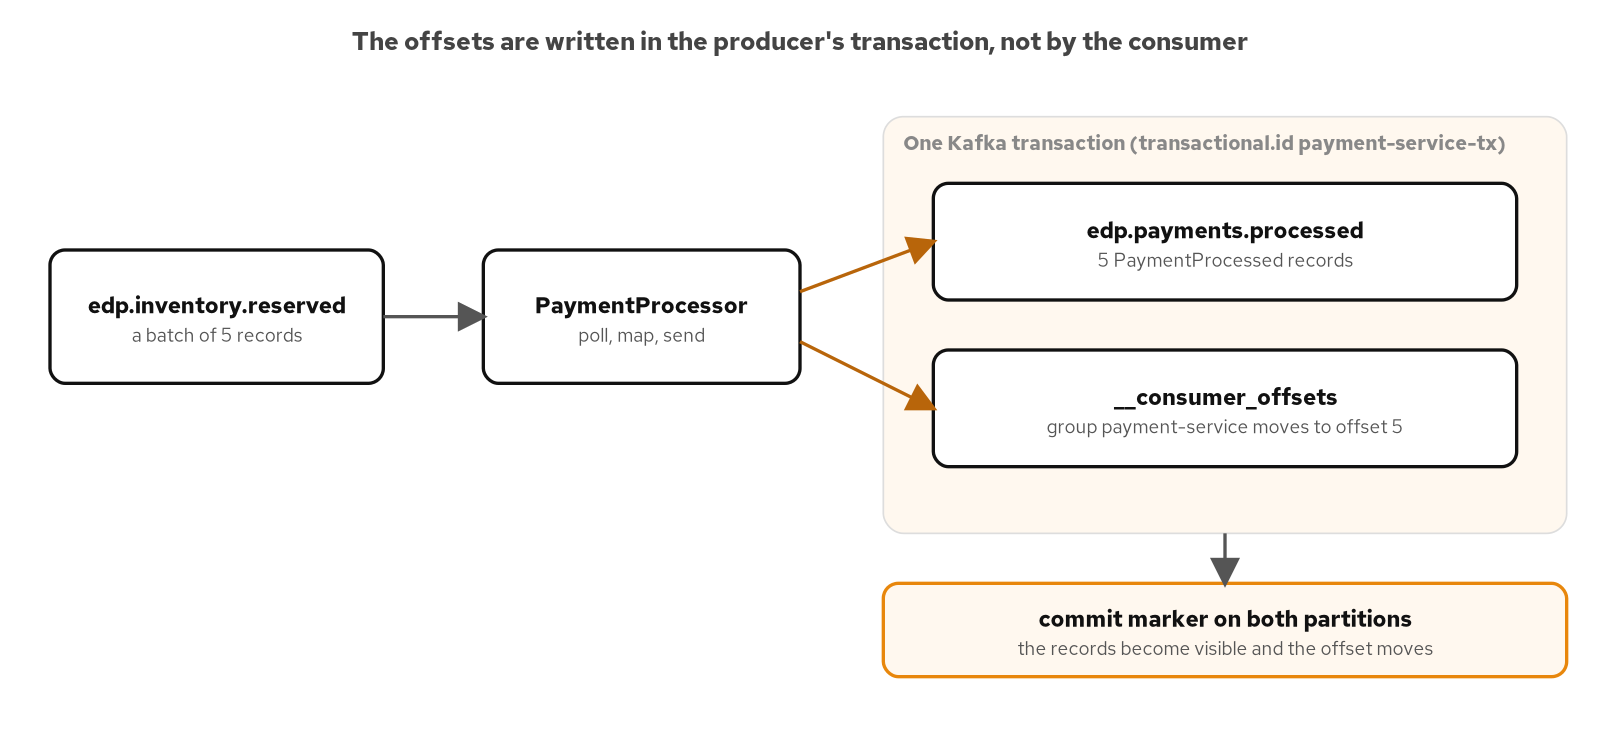 The offsets are written in the producer's transaction, not by the consumer
One Kafka transaction (transactional.id payment-service-tx)
edp.inventory.reserved
a batch of 5 records
PaymentProcessor
poll, map, send
edp.payments.processed
5 PaymentProcessed records
__consumer_offsets
group payment-service moves to offset 5
commit marker on both partitions
the records become visible and the offset moves